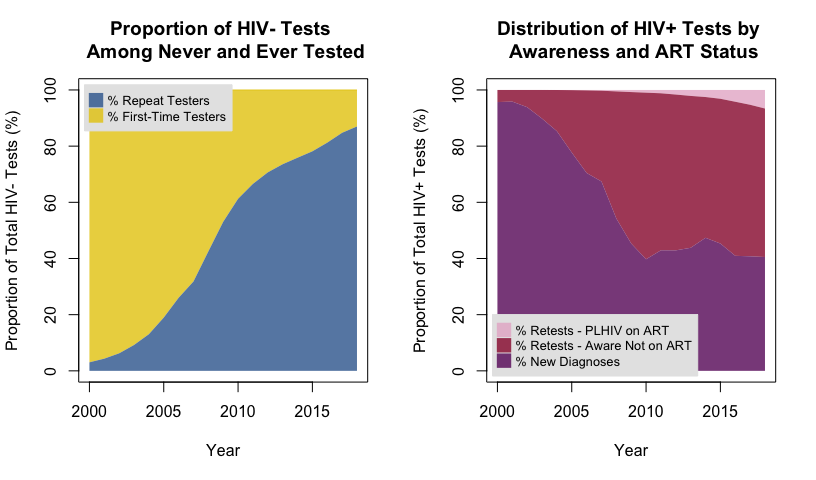 Proportion of HIV- Tests
Among Never and Ever Tested
Proportion of Total HIV- Tests (%)
100
80
60
40
20
0
% Repeat Testers
% First-Time Testers
2000
2005
2010
2015
Year
Distribution of HIV+ Tests by
Awareness and ART Status
Proportion of Total HIV+ Tests (%)
100
80
60
40
20
0
% Retests - PLHIV on ART
% Retests - Aware Not on ART
% New Diagnoses
2000
2005
2010
2015
Year